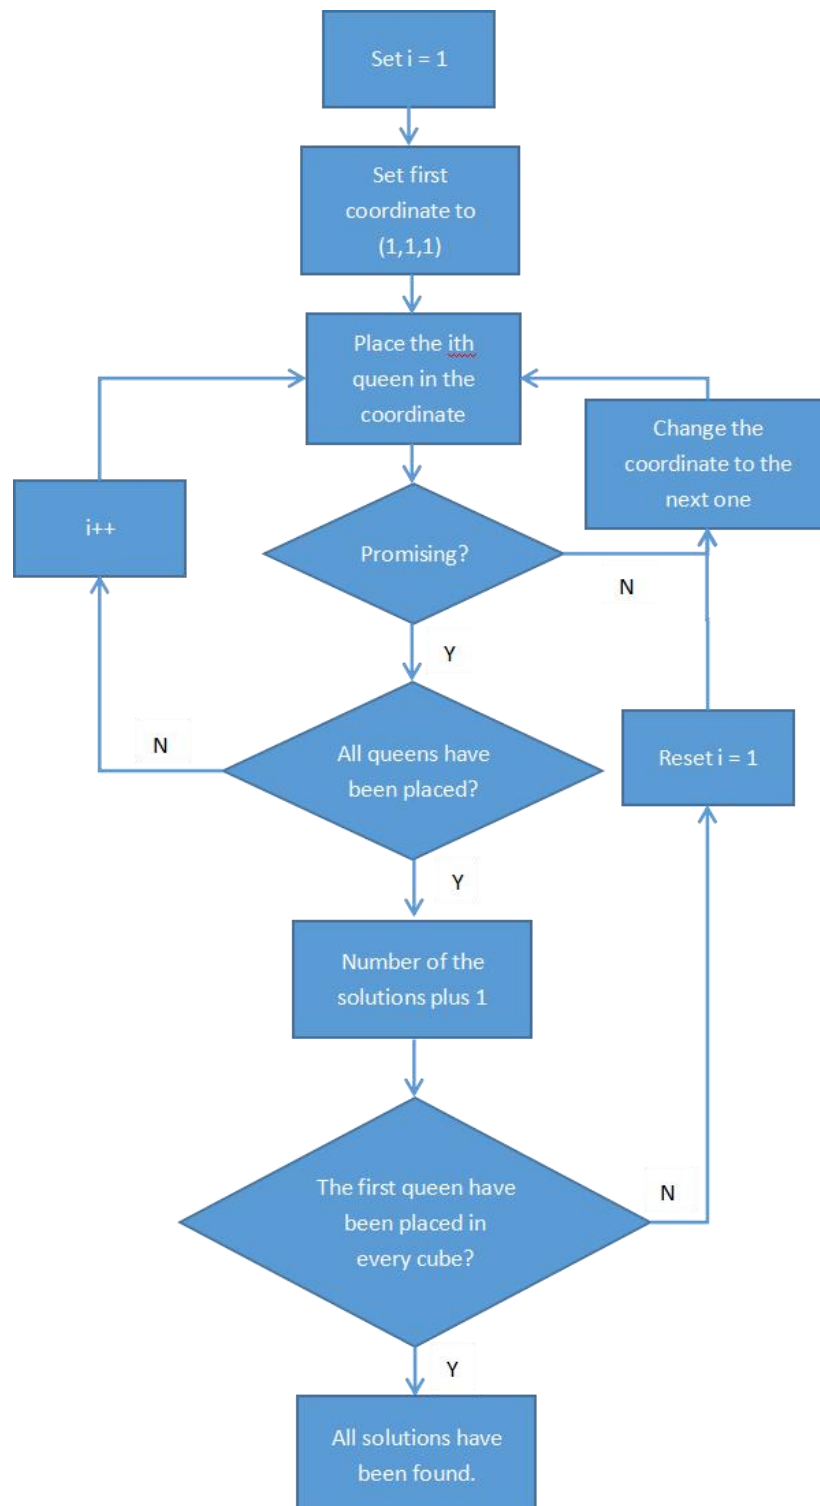 Set i = 1
Set first
coordinate to
(1,1,1)
Place the ith
queen in the
coordinate
Change the
coordinate to the
next one
i++
Promising?
N
Y
N
All queens have
been placed?
Reset i = 1
Y
Number of the
solutions plus 1
The first queen have
been placed in
every cube?
N
Y
All solutions have
been found.